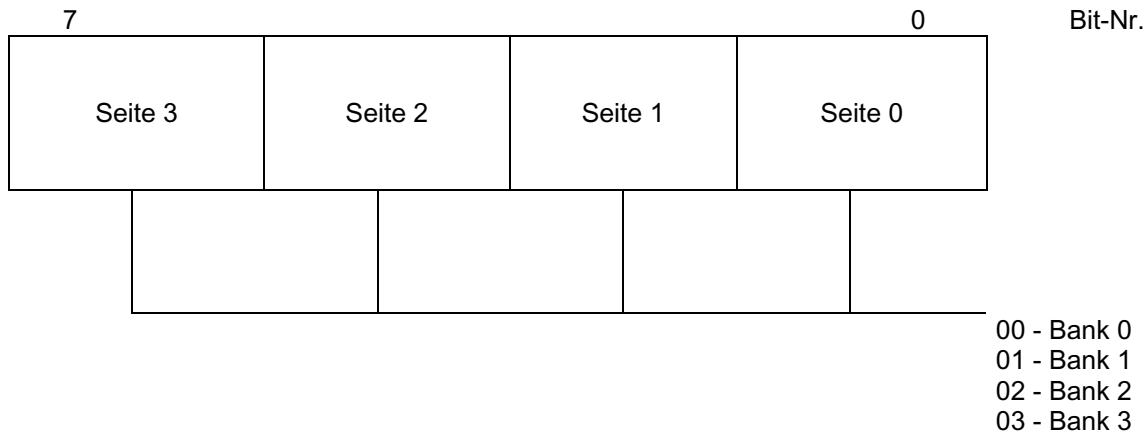 7 0 Bit-Nr.
Seite 3 Seite 2 Seite 1 Seite 0
00 - Bank 0
01 - Bank 1
02 - Bank 2
03 - Bank 3